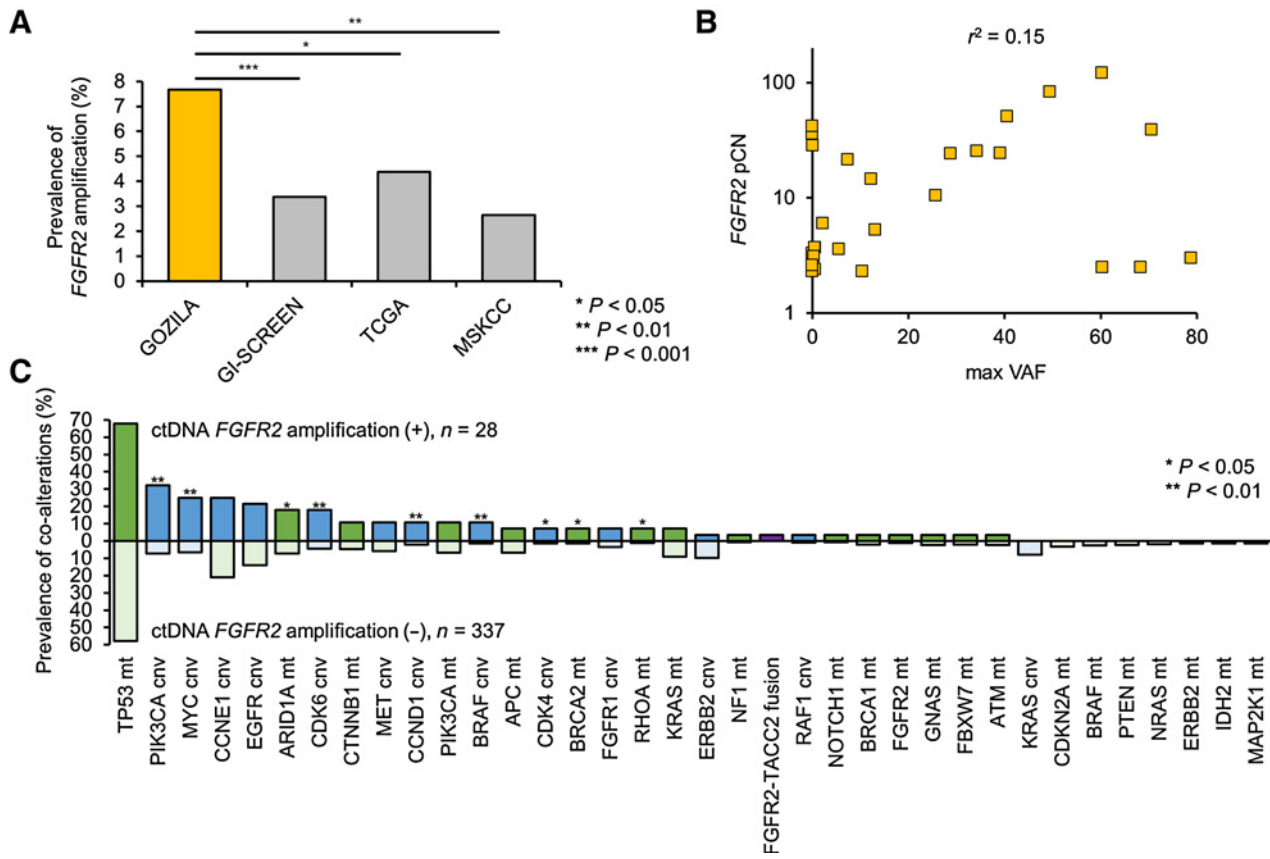 A
Prevalence of
FGFR2 amplification (%)
8
7
6
5
4
3
2
1
0
**
*
***
GOZILA
GI-SCREEN
TCGA
MSKCC
* P < 0.05
** P < 0.01
*** P < 0.001
B
r² = 0.15
FGFR2 pCN
100
10
1
0
20
40
60
80
max VAF
C
Prevalence of co-alterations (%)
70
60
50
40
30
20
10
0
10
20
30
40
50
60
ctDNA FGFR2 amplification (+), n = 28
** ** * ** ** ** * * *
* P < 0.05
** P < 0.01
ctDNA FGFR2 amplification (–), n = 337
TP53 mt
PIK3CA cnv
MYC cnv
CCNE1 cnv
EGFR cnv
ARID1A mt
CDK6 cnv
CTNNB1 mt
MET cnv
CCND1 cnv
PIK3CA mt
BRAF cnv
APC mt
CDK4 cnv
BRCA2 mt
FGFR1 cnv
RHOA mt
KRAS mt
ERBB2 cnv
NF1 mt
FGFR2-TACC2 fusion
RAF1 cnv
NOTCH1 mt
BRCA1 mt
FGFR2 mt
GNAS mt
FBXW7 mt
ATM mt
KRAS cnv
CDKN2A mt
BRAF mt
PTEN mt
NRAS mt
ERBB2 mt
IDH2 mt
MAP2K1 mt